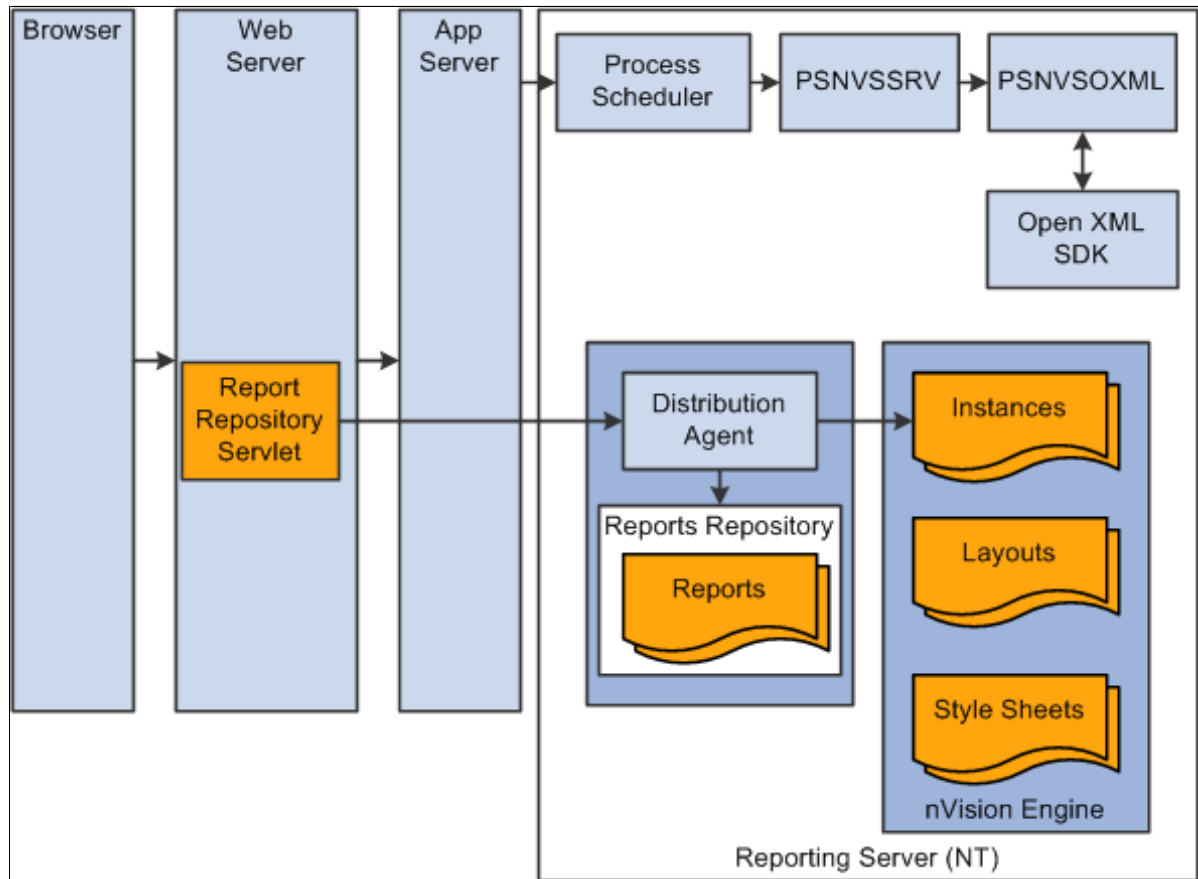 Browser
Web
Server
App
Server
Process
Scheduler
PSNVSSRV
PSNVSOXML
Open XML
SDK
Report
Repository
Servlet
Distribution
Agent
Reports Repository
Reports
Instances
Layouts
Style Sheets
nVision Engine
Reporting Server (NT)